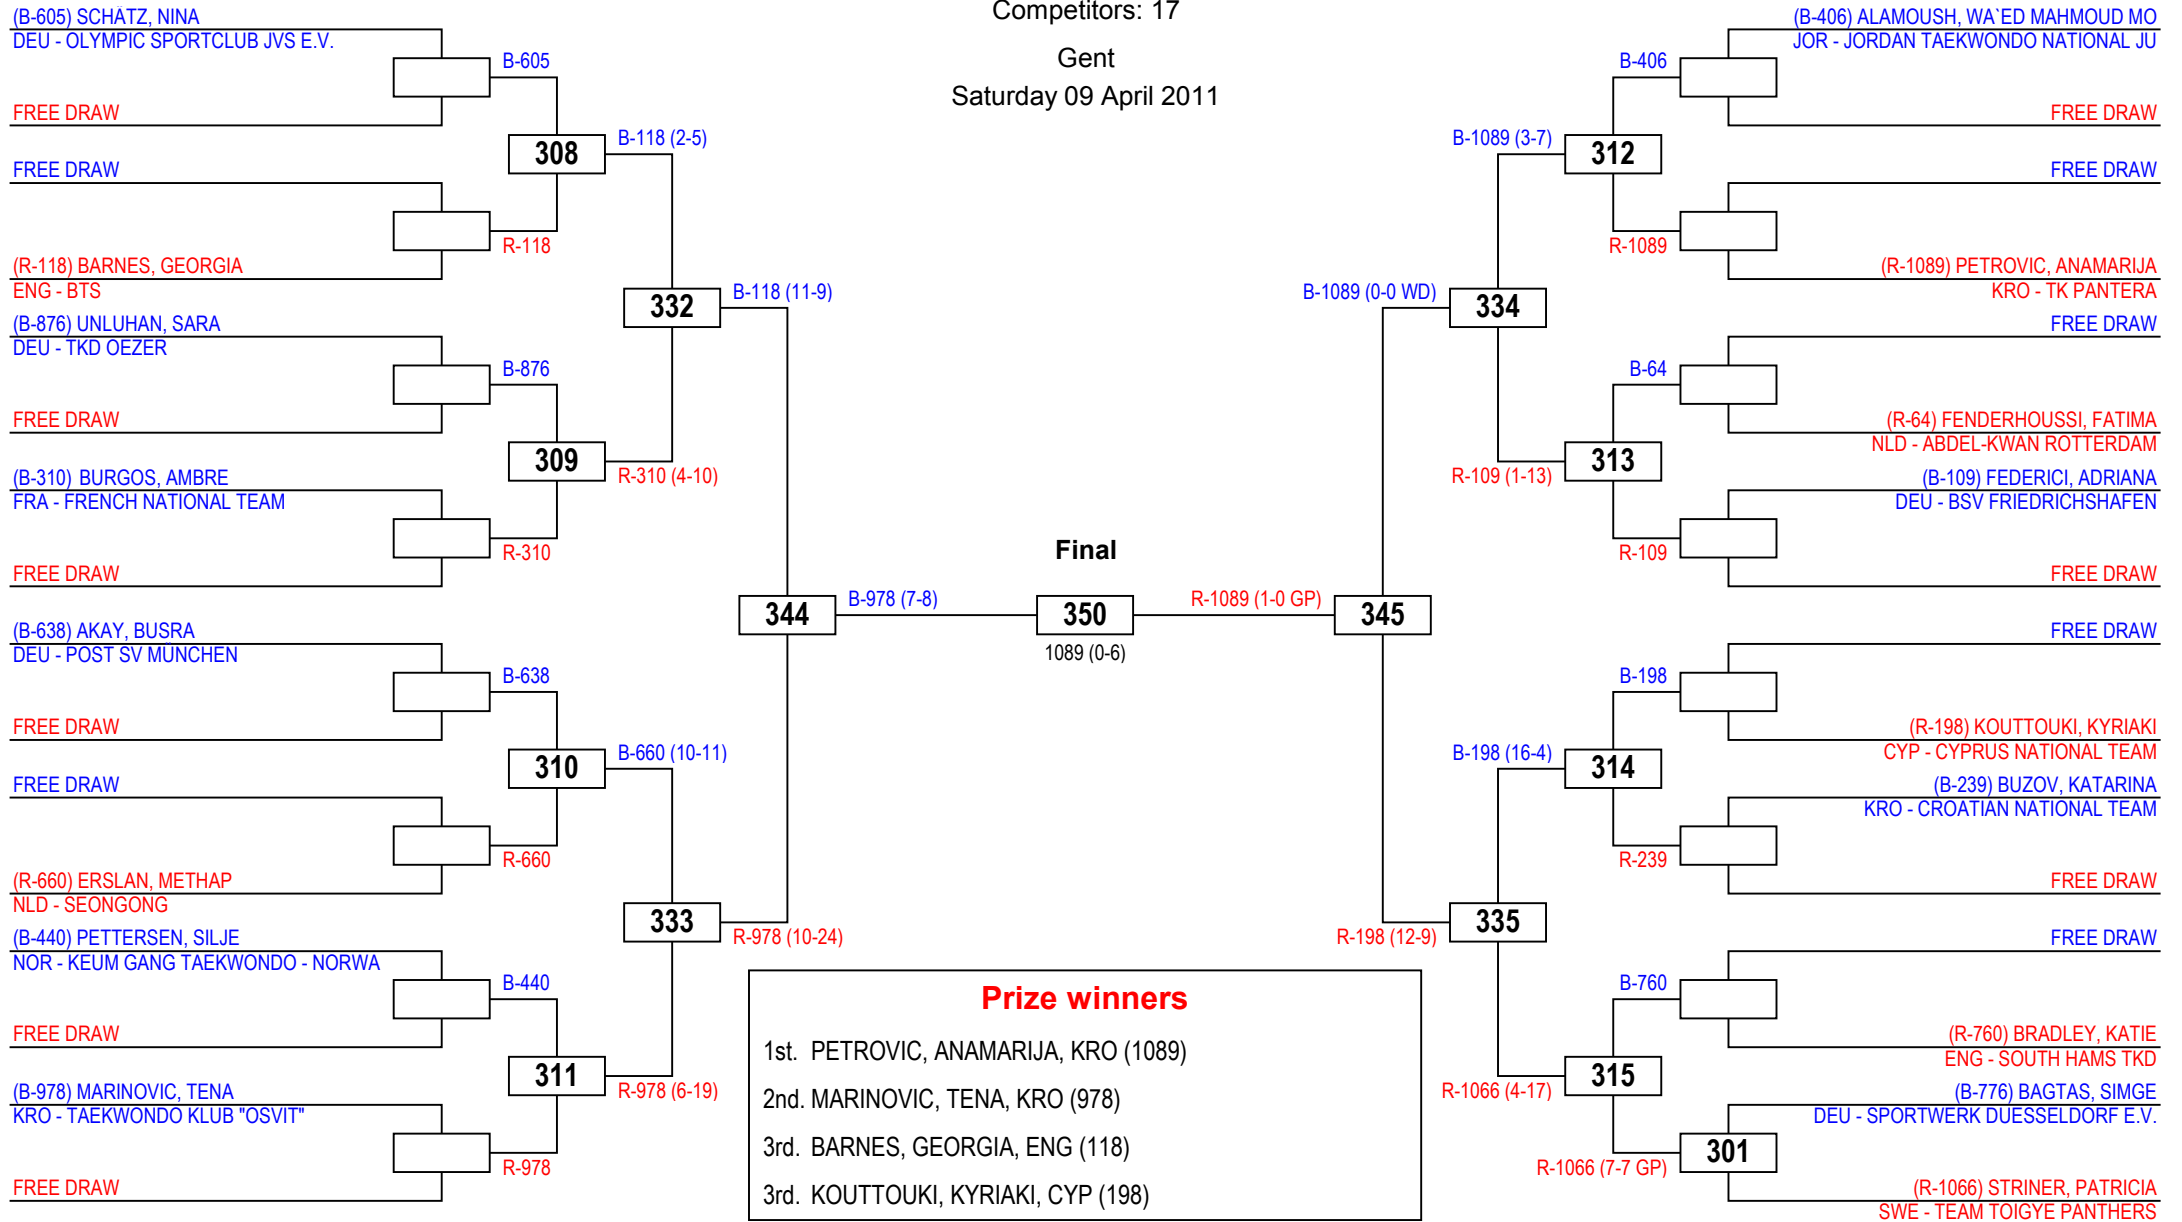 Competitors: 17
Gent
Saturday 09 April 2011
(B-605) SCHÄTZ, NINA
DEU - OLYMPIC SPORTCLUB JVS E.V.
B-605
FREE DRAW
308
B-118 (2-5)
FREE DRAW
R-118
(R-118) BARNES, GEORGIA
ENG - BTS
332
B-118 (11-9)
(B-876) UNLUHAN, SARA
DEU - TKD OEZER
B-876
FREE DRAW
309
R-310 (4-10)
(B-310) BURGOS, AMBRE
FRA - FRENCH NATIONAL TEAM
R-310
FREE DRAW
344
B-978 (7-8)
(B-638) AKAY, BUSRA
DEU - POST SV MUNCHEN
B-638
FREE DRAW
310
B-660 (10-11)
FREE DRAW
R-660
(R-660) ERSLAN, METHAP
NLD - SEONGONG
333
R-978 (10-24)
(B-440) PETTERSEN, SILJE
NOR - KEUM GANG TAEKWONDO - NORWA
B-440
FREE DRAW
311
R-978 (6-19)
(B-978) MARINOVIC, TENA
KRO - TAEKWONDO KLUB "OSVIT"
R-978
FREE DRAW
Final
350
1089 (0-6)
(B-406) ALAMOUSH, WA`ED MAHMOUD MO
JOR - JORDAN TAEKWONDO NATIONAL JU
B-406
FREE DRAW
B-1089 (3-7)
312
FREE DRAW
R-1089
(R-1089) PETROVIC, ANAMARIJA
KRO - TK PANTERA
B-1089 (0-0 WD)
334
FREE DRAW
B-64
(R-64) FENDERHOUSSI, FATIMA
NLD - ABDEL-KWAN ROTTERDAM
R-109 (1-13)
313
(B-109) FEDERICI, ADRIANA
DEU - BSV FRIEDRICHSHAFEN
R-109
FREE DRAW
R-1089 (1-0 GP)
345
FREE DRAW
B-198
(R-198) KOUTTOUKI, KYRIAKI
CYP - CYPRUS NATIONAL TEAM
B-198 (16-4)
314
(B-239) BUZOV, KATARINA
KRO - CROATIAN NATIONAL TEAM
R-239
FREE DRAW
R-198 (12-9)
335
FREE DRAW
B-760
(R-760) BRADLEY, KATIE
ENG - SOUTH HAMS TKD
R-1066 (4-17)
315
(B-776) BAGTAS, SIMGE
DEU - SPORTWERK DUESSELDORF E.V.
R-1066 (7-7 GP)
301
(R-1066) STRINER, PATRICIA
SWE - TEAM TOIGYE PANTHERS
Prize winners
1st. PETROVIC, ANAMARIJA, KRO (1089)
2nd. MARINOVIC, TENA, KRO (978)
3rd. BARNES, GEORGIA, ENG (118)
3rd. KOUTTOUKI, KYRIAKI, CYP (198)